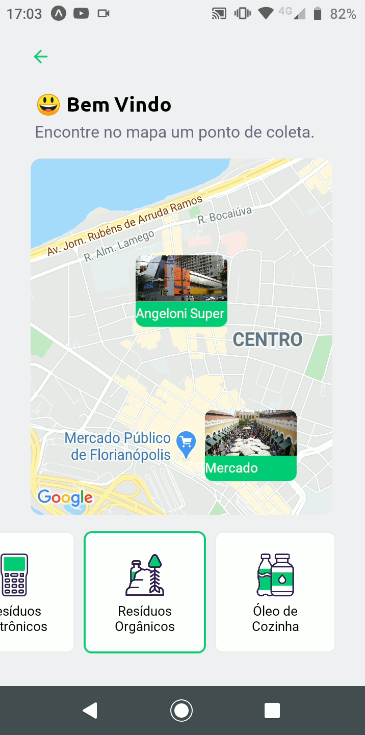 17:03
4G
82%
Bem Vindo
Encontre no mapa um ponto de coleta.
Av. Jorn. Rubéns de Arruda Ramos
R. Bocaiúva
R. Alm. Lamego
Angeloni Super
CENTRO
Mercado Público
de Florianópolis
Mercado
Google
esíduos
trônicos
Resíduos
Orgânicos
Óleo de
Cozinha